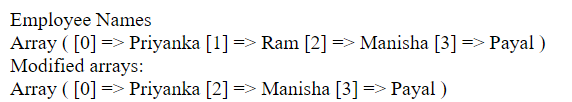 Employee Names
Array ( [0] => Priyanka [1] => Ram [2] => Manisha [3] => Payal )
Modified arrays:
Array ( [0] => Priyanka [2] => Manisha [3] => Payal )